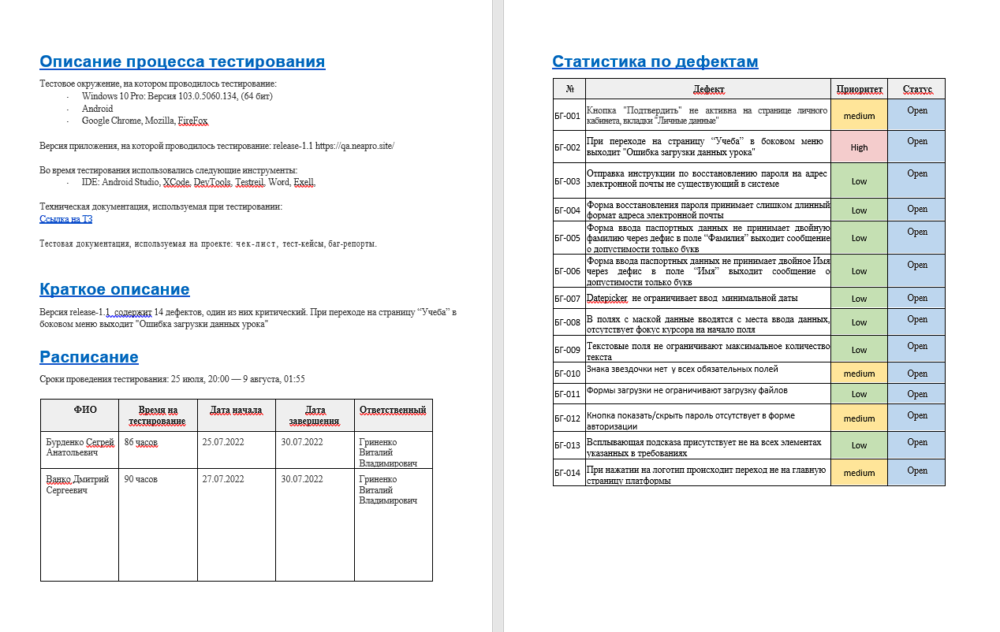 Описание процесса тестирования
Тестовое окружение, на котором проводилось тестирование:
· Windows 10 Pro: Версия 103.0.5060.134, (64 бит)
· Android
· Google Chrome, Mozilla, FireFox
Версия приложения, на которой проводилось тестирование: release-1.1 https://qa.neapro.site/
Во время тестирования использовались следующие инструменты:
· IDE: Android Studio, XCode, DevTools, Testreil, Word, Exell,
Техническая документация, используемая при тестировании:
Ссылка на ТЗ
Тестовая документация, используемая на проекте: чек-лист, тест-кейсы, баг-репорты.
Краткое описание
Версия release-1.1 содержит 14 дефектов, один из них критический. При переходе на страницу “Учеба” в
боковом меню выходит "Ошибка загрузки данных урока"
Расписание
Сроки проведения тестирования: 25 июля, 20:00 — 9 августа, 01:55
ФИО Время на Дата начала Дата Ответственный
тестирование завершения
Бурденко Сегрей 86 часов 25.07.2022 30.07.2022 Гриненко
Анатольевич Виталий
Владимирович
Ванко Дмитрий 90 часов 27.07.2022 30.07.2022 Гриненко
Сергеевич Виталий
Владимирович
Статистика по дефектам
№ Дефект Приоритет Статус
БГ-001 Кнопка "Подтвердить" не активна на странице личного medium Open
кабинета, вкладки "Личные данные"
БГ-002 При переходе на страницу “Учеба” в боковом меню High Open
выходит "Ошибка загрузки данных урока"
БГ-003 Отправка инструкции по восстановлению пароля на адрес Low Open
электронной почты не существующий в системе
БГ-004 Форма восстановления пароля принимает слишком длинный Low Open
формат адреса электронной почты
БГ-005 Форма ввода паспортных данных не принимает двойную Low Open
фамилию через дефис в поле “Фамилия” выходит сообщение
о допустимости только букв
БГ-006 Форма ввода паспортных данных не принимает двойное Имя Low Open
через дефис в поле “Имя” выходит сообщение о
допустимости только букв
БГ-007 Datepicker не ограничивает ввод минимальной даты Low Open
БГ-008 В полях с маской данные вводятся с места ввода данных, Low Open
отсутствует фокус курсора на начало поля
БГ-009 Текстовые поля не ограничивают максимальное количество Low Open
текста
БГ-010 Знака звездочки нет у всех обязательных полей medium Open
БГ-011 Формы загрузки не ограничивают загрузку файлов Low Open
БГ-012 Кнопка показать/скрыть пароль отсутствует в форме medium Open
авторизации
БГ-013 Всплывающая подсказа присутствует не на всех элементах Low Open
указанных в требованиях
БГ-014 При нажатии на логотип происходит переход не на главную medium Open
страницу платформы